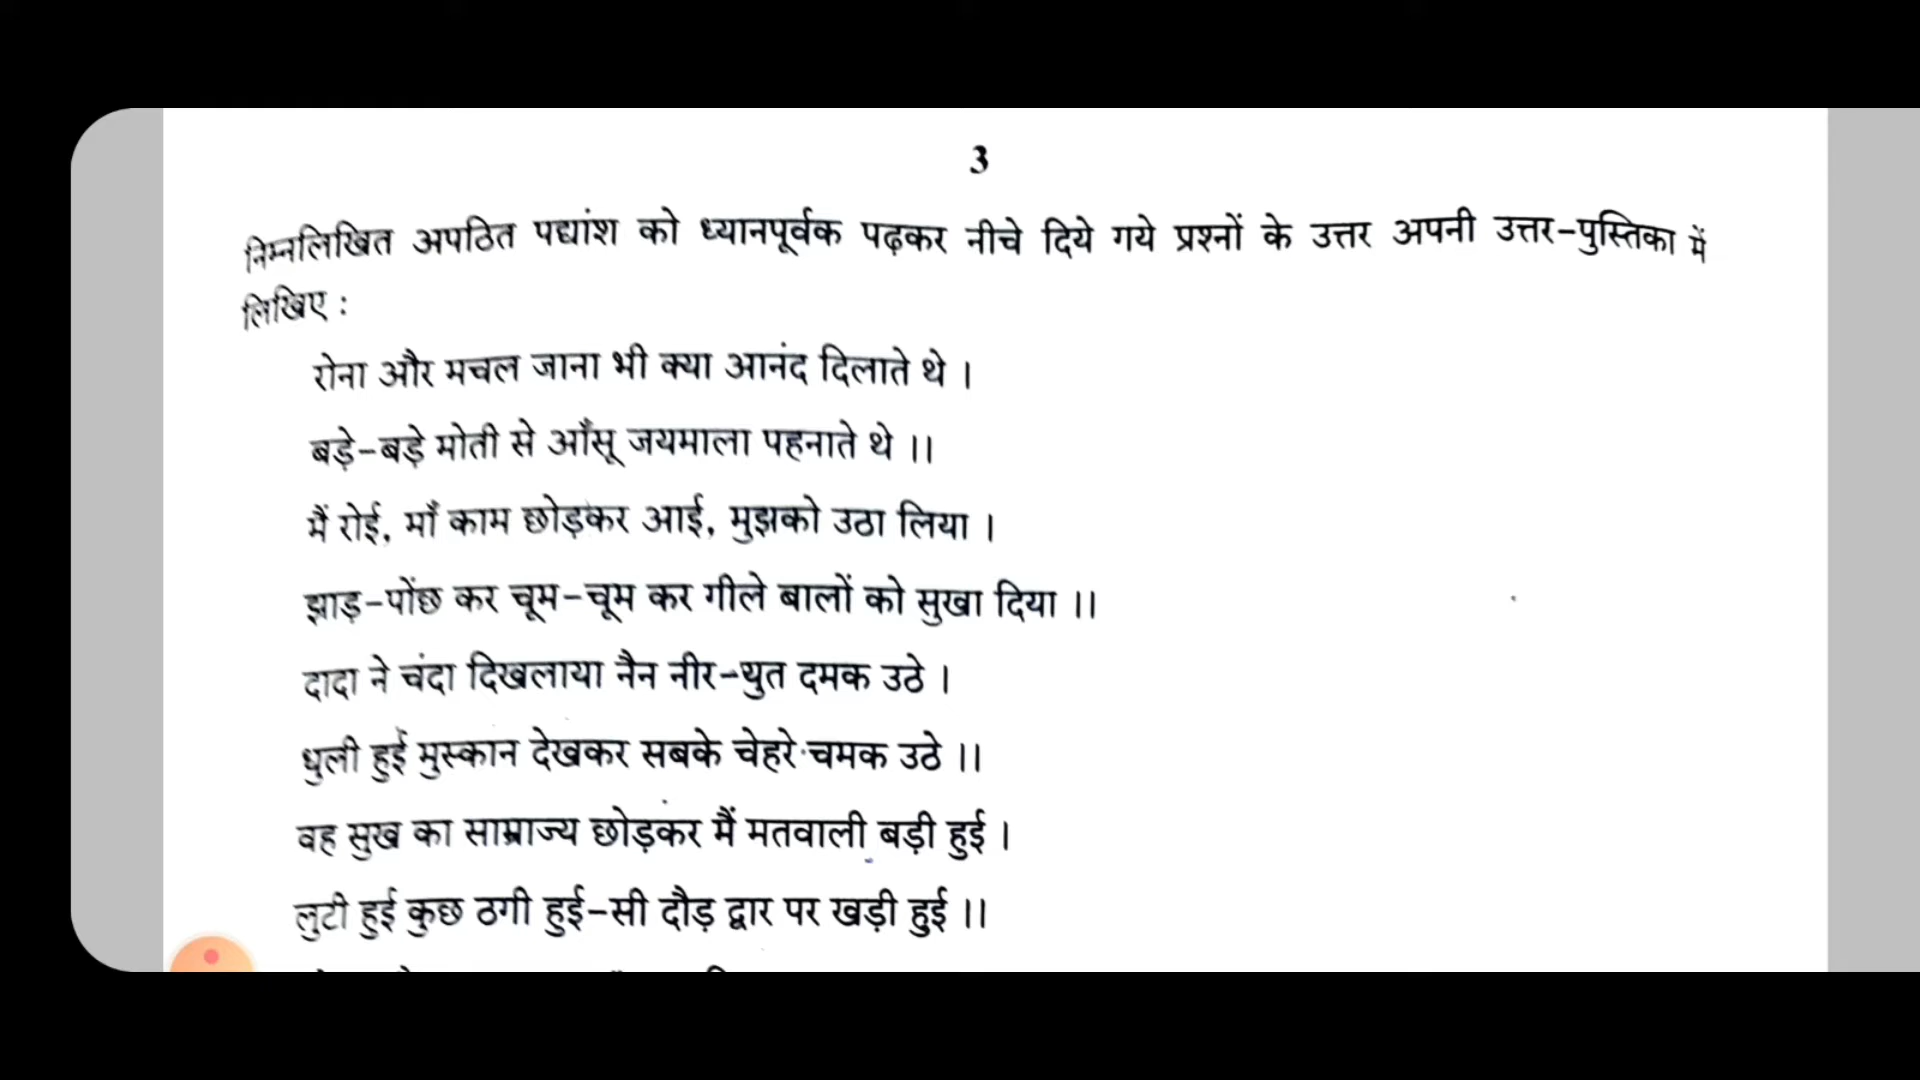 3
निम्नलिखित अपठित पद्यांश को ध्यानपूर्वक पढ़कर नीचे दिये गये प्रश्नों के उत्तर अपनी उत्तर-पुस्तिका में
लिखिए :
रोना और मचल जाना भी क्या आनंद दिलाते थे ।
बड़े-बड़े मोती से आँसू जयमाला पहनाते थे ।।
मैं रोई, माँ काम छोड़कर आई, मुझको उठा लिया ।
झाड़-पोंछ कर चूम-चूम कर गीले बालों को सुखा दिया ।।
दादा ने चंदा दिखलाया नैन नीर-थुत दमक उठे ।
धुली हुई मुस्कान देखकर सबके चेहरे चमक उठे ।।
वह सुख का साम्राज्य छोड़कर मैं मतवाली बड़ी हुई ।
लुटी हुई कुछ ठगी हुई-सी दौड़ द्वार पर खड़ी हुई ।।